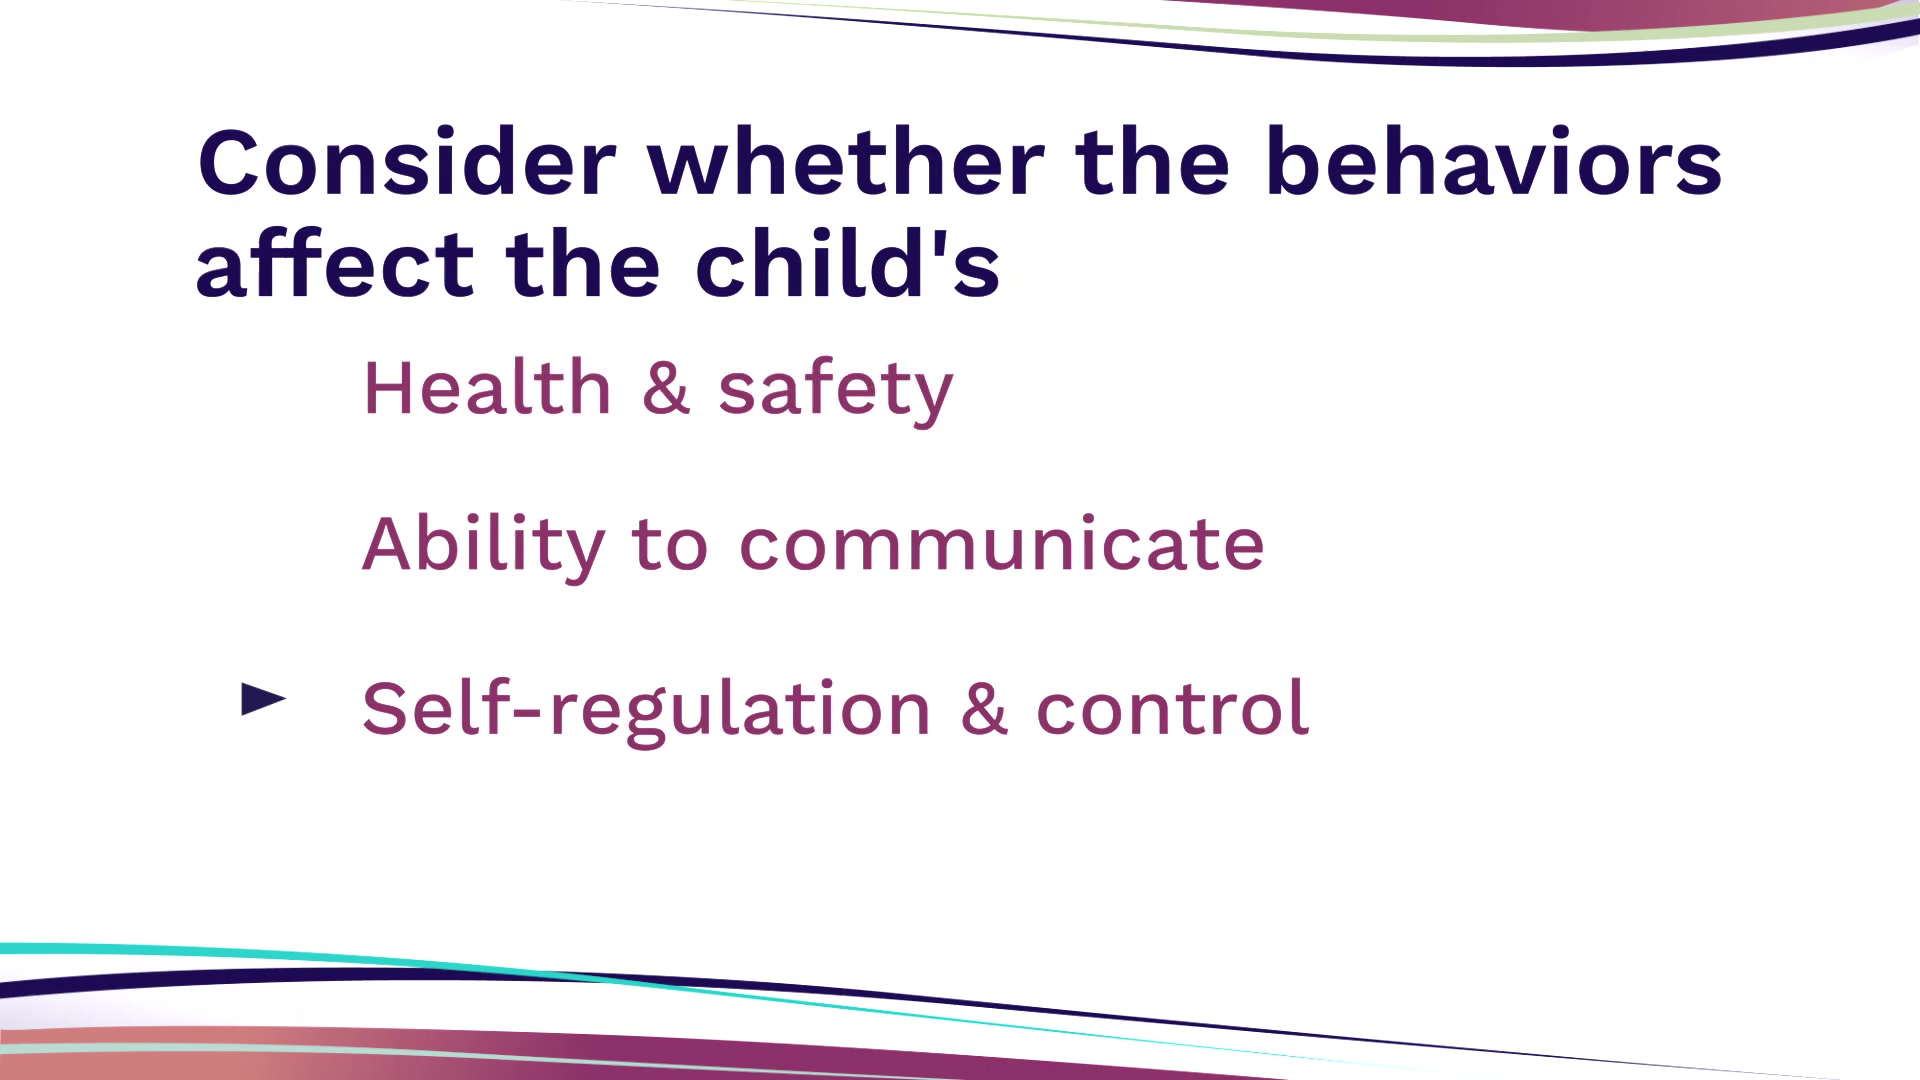 Consider whether the behaviors
affect the child's
Health & safety
Ability to communicate
Self-regulation & control